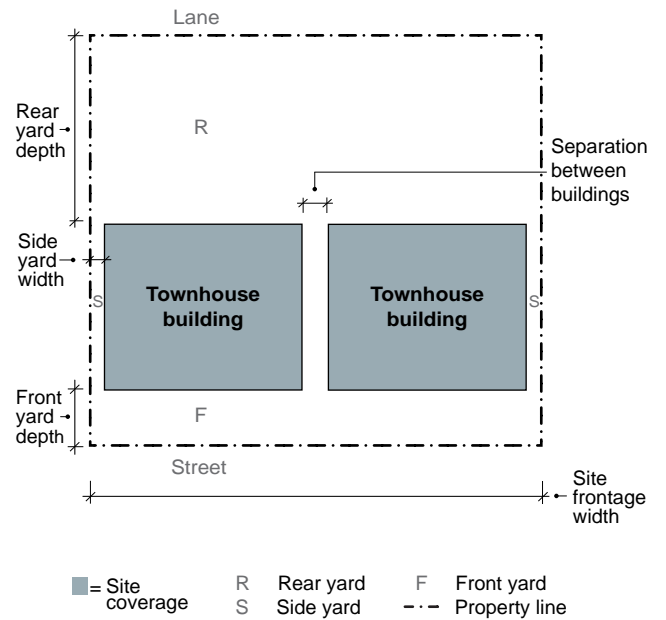 Lane
Rear
yard
depth
R
Separation
between
buildings
Side
yard
width
S
Townhouse
building
Townhouse
building
S
Front
yard
depth
F
Street
Site
frontage
width
= Site
coverage
R Rear yard
S Side yard
F Front yard
Property line